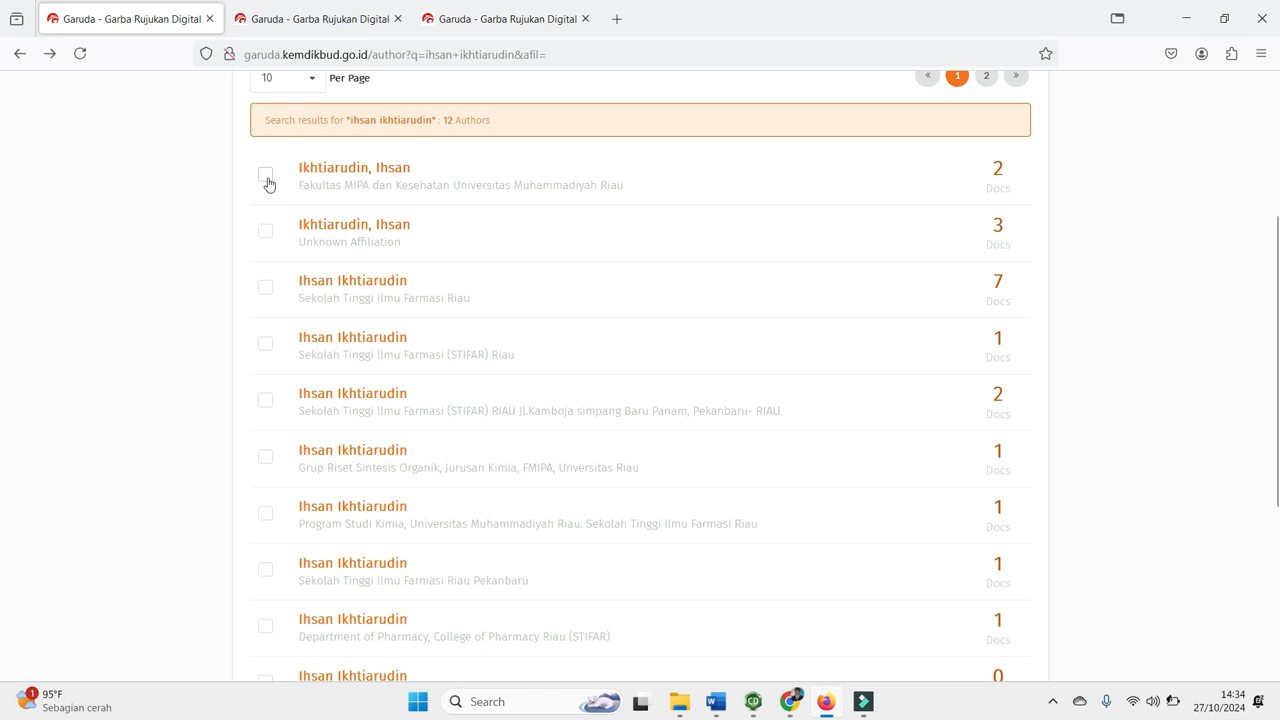 Garuda - Garba Rujukan Digital
Garuda - Garba Rujukan Digital
Garuda - Garba Rujukan Digital
garuda.kemdikbud.go.id/author?q=ihsan+ikhtiarudin&afil=
10
Per Page
«
1
2
»
Search results for "ihsan ikhtiarudin" : 12 Authors
Ikhtiarudin, Ihsan
2
Fakultas MIPA dan Kesehatan Universitas Muhammadiyah Riau
Docs
Ikhtiarudin, Ihsan
3
Unknown Affiliation
Docs
Ihsan Ikhtiarudin
7
Sekolah Tinggi Ilmu Farmasi Riau
Docs
Ihsan Ikhtiarudin
1
Sekolah Tinggi Ilmu Farmasi (STIFAR) Riau
Docs
Ihsan Ikhtiarudin
2
Sekolah Tinggi Ilmu Farmasi (STIFAR) RIAU Jl.Kamboja simpang Baru Panam, Pekanbaru- RIAU
Docs
Ihsan Ikhtiarudin
1
Grup Riset Sintesis Organik, Jurusan Kimia, FMIPA, Unversitas Riau
Docs
Ihsan Ikhtiarudin
1
Program Studi Kimia, Universitas Muhammadiyah Riau. Sekolah Tinggi Ilmu Farmasi Riau
Docs
Ihsan Ikhtiarudin
1
Sekolah Tinggi Ilmu Farmasi Riau Pekanbaru
Docs
Ihsan Ikhtiarudin
1
Department of Pharmacy, College of Pharmacy Riau (STIFAR)
Docs
Ihsan Ikhtiarudin
0
1
95°F
Sebagian cerah
Search
14:34
27/10/2024